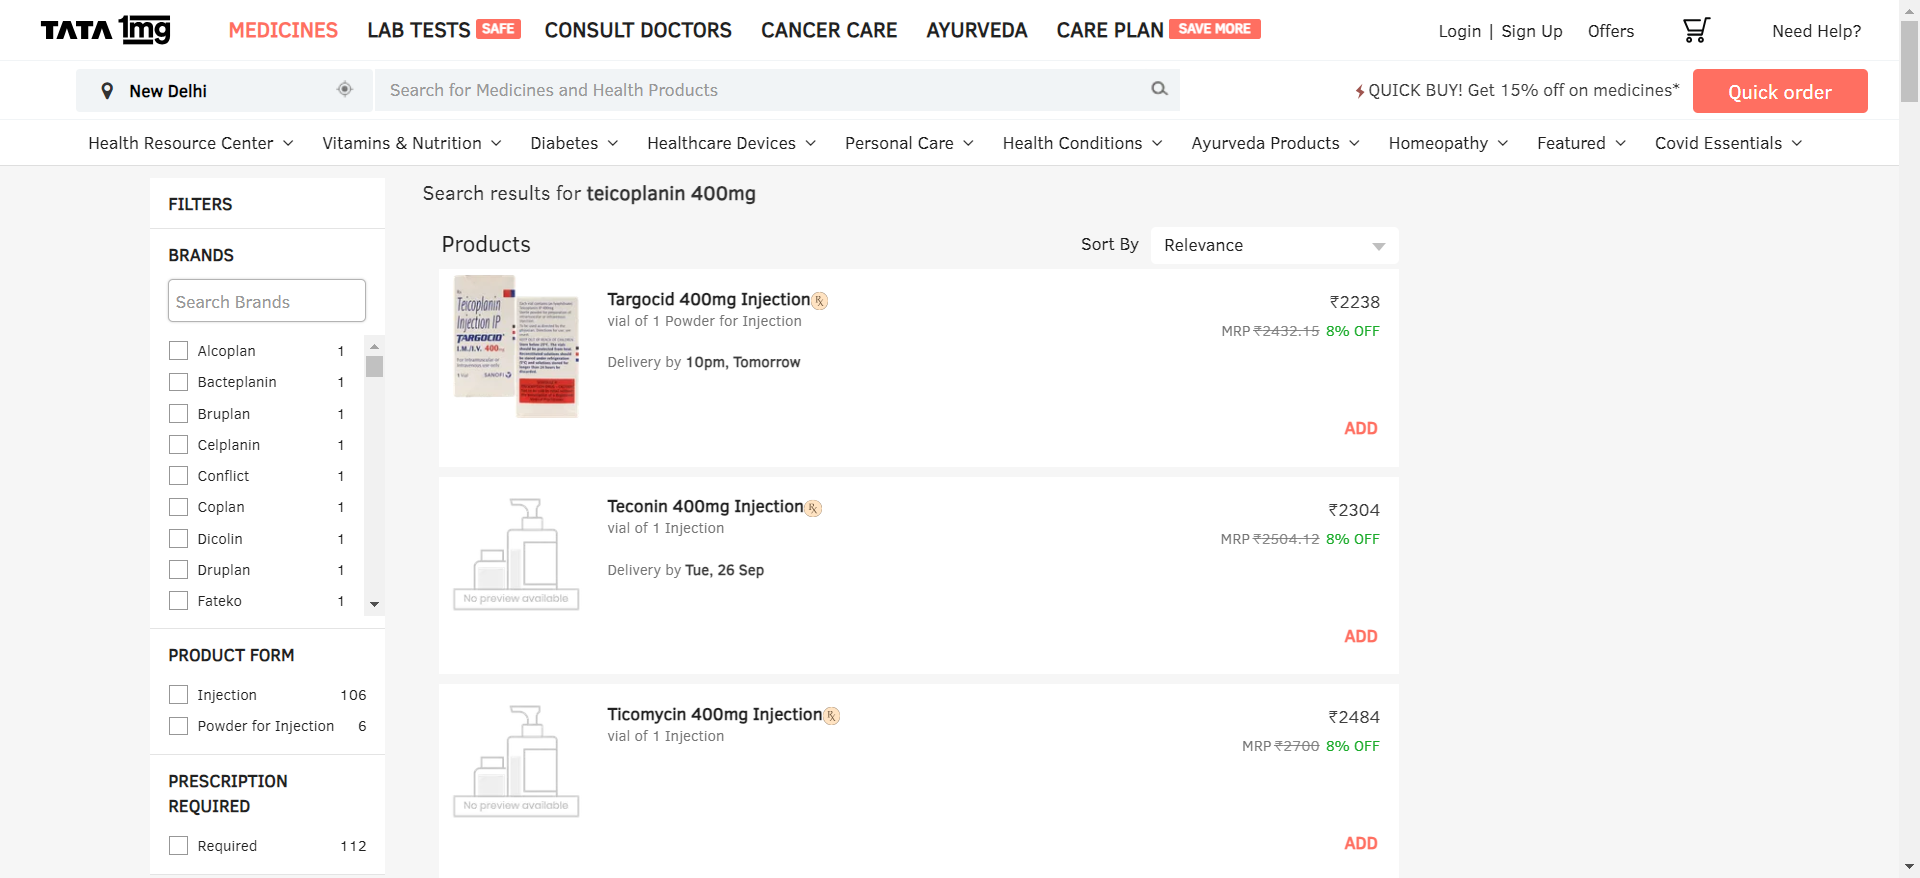 TATA 1mg
MEDICINES LAB TESTS SAFE CONSULT DOCTORS CANCER CARE AYURVEDA CARE PLAN SAVE MORE Login | Sign Up Offers Need Help?
New Delhi Search for Medicines and Health Products QUICK BUY! Get 15% off on medicines* Quick order
Health Resource Center Vitamins & Nutrition Diabetes Healthcare Devices Personal Care Health Conditions Ayurveda Products Homeopathy Featured Covid Essentials
FILTERS
BRANDS
Search Brands
Alcoplan 1
Bacteplanin 1
Bruplan 1
Celplanin 1
Conflict 1
Coplan 1
Dicolin 1
Druplan 1
Fateko 1
PRODUCT FORM
Injection 106
Powder for Injection 6
PRESCRIPTION
REQUIRED
Required 112
Search results for teicoplanin 400mg
Products Sort By Relevance
Teicoplanin
Injection IP
TARGOCID
I.M./I.V. 400mg
SANOFI
Targocid 400mg Injection Rx
vial of 1 Powder for Injection
Delivery by 10pm, Tomorrow
₹2238
MRP ₹2432.15 8% OFF
ADD
No preview available
Teconin 400mg Injection Rx
vial of 1 Injection
Delivery by Tue, 26 Sep
₹2304
MRP ₹2504.12 8% OFF
ADD
No preview available
Ticomycin 400mg Injection Rx
vial of 1 Injection
₹2484
MRP ₹2700 8% OFF
ADD